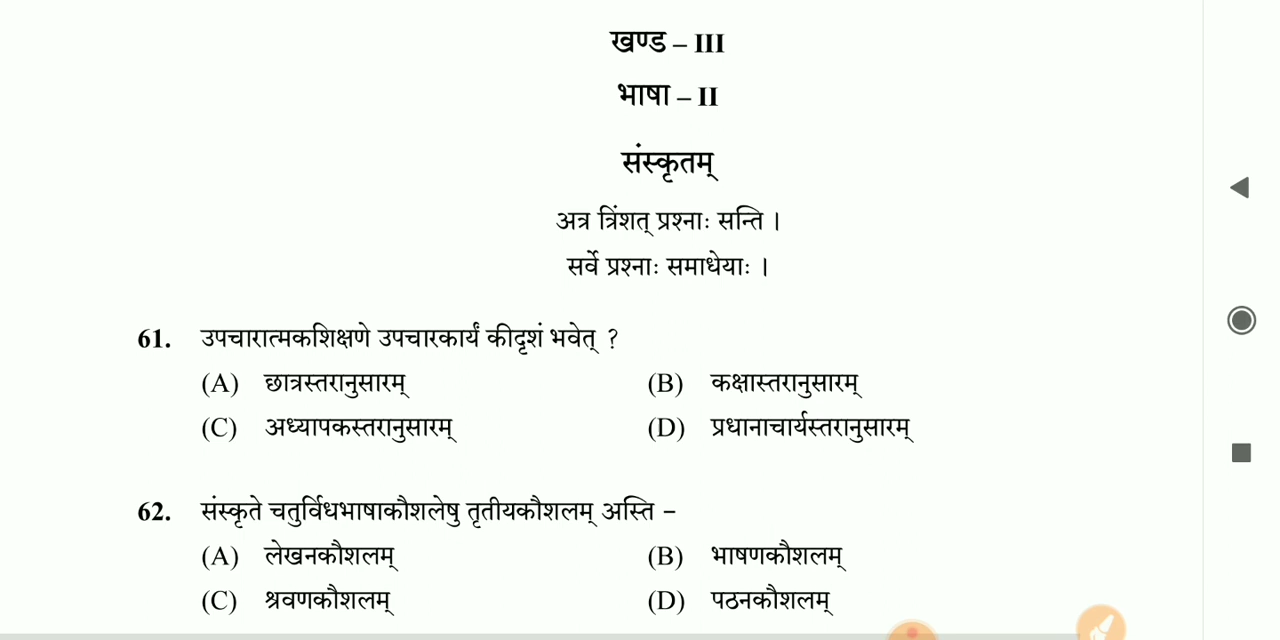 खण्ड – III
भाषा – II
संस्कृतम्
अत्र त्रिंशत् प्रश्नाः सन्ति ।
सर्वे प्रश्नाः समाधेयाः ।
61. उपचारात्मकशिक्षणे उपचारकार्यं कीदृशं भवेत् ?
(A) छात्रस्तरानुसारम् (B) कक्षास्तरानुसारम्
(C) अध्यापकस्तरानुसारम् (D) प्रधानाचार्यस्तरानुसारम्
62. संस्कृते चतुर्विधभाषाकौशलेषु तृतीयकौशलम् अस्ति –
(A) लेखनकौशलम् (B) भाषणकौशलम्
(C) श्रवणकौशलम् (D) पठनकौशलम्